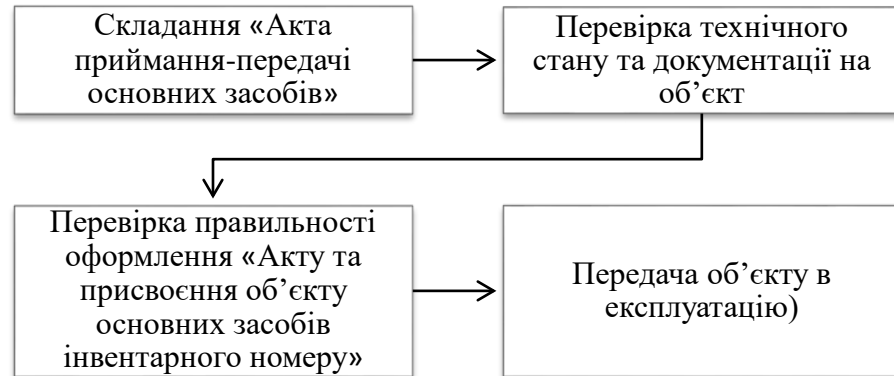 Складання «Акта
приймання-передачі
основних засобів»
Перевірка технічного
стану та документації на
об’єкт
Перевірка правильності
оформлення «Акту та
присвоєння об’єкту
основних засобів
інвентарного номеру»
Передача об’єкту в
експлуатацію)